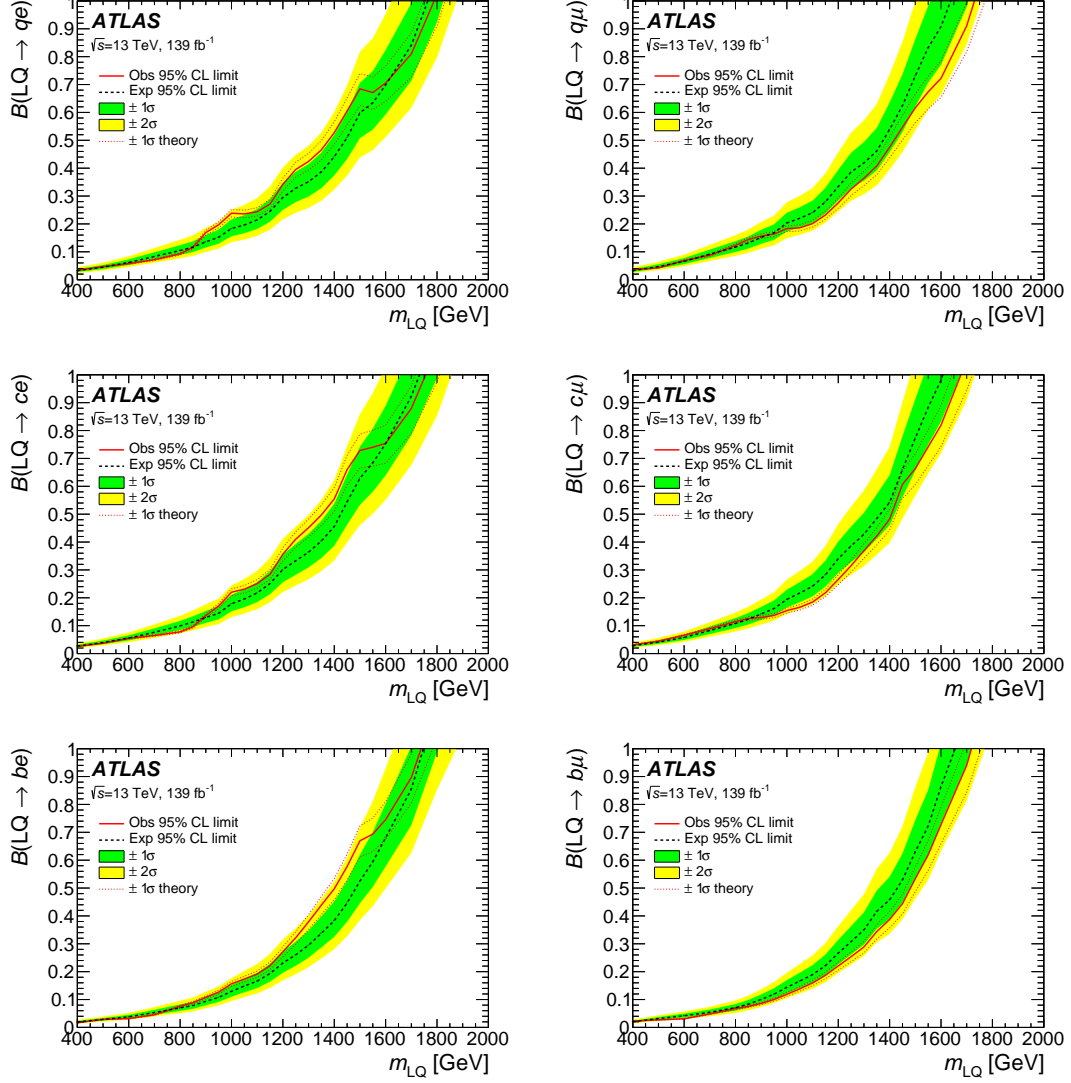 B(LQ → qe)
1
0.9
0.8
0.7
0.6
0.5
0.4
0.3
0.2
0.1
0
ATLAS
√s=13 TeV, 139 fb⁻¹
Obs 95% CL limit
Exp 95% CL limit
± 1σ
± 2σ
± 1σ theory
400 600 800 1000 1200 1400 1600 1800 2000
m_LQ [GeV]
B(LQ → qμ)
1
0.9
0.8
0.7
0.6
0.5
0.4
0.3
0.2
0.1
0
ATLAS
√s=13 TeV, 139 fb⁻¹
Obs 95% CL limit
Exp 95% CL limit
± 1σ
± 2σ
± 1σ theory
400 600 800 1000 1200 1400 1600 1800 2000
m_LQ [GeV]
B(LQ → ce)
1
0.9
0.8
0.7
0.6
0.5
0.4
0.3
0.2
0.1
0
ATLAS
√s=13 TeV, 139 fb⁻¹
Obs 95% CL limit
Exp 95% CL limit
± 1σ
± 2σ
± 1σ theory
400 600 800 1000 1200 1400 1600 1800 2000
m_LQ [GeV]
B(LQ → cμ)
1
0.9
0.8
0.7
0.6
0.5
0.4
0.3
0.2
0.1
0
ATLAS
√s=13 TeV, 139 fb⁻¹
Obs 95% CL limit
Exp 95% CL limit
± 1σ
± 2σ
± 1σ theory
400 600 800 1000 1200 1400 1600 1800 2000
m_LQ [GeV]
B(LQ → be)
1
0.9
0.8
0.7
0.6
0.5
0.4
0.3
0.2
0.1
0
ATLAS
√s=13 TeV, 139 fb⁻¹
Obs 95% CL limit
Exp 95% CL limit
± 1σ
± 2σ
± 1σ theory
400 600 800 1000 1200 1400 1600 1800 2000
m_LQ [GeV]
B(LQ → bμ)
1
0.9
0.8
0.7
0.6
0.5
0.4
0.3
0.2
0.1
0
ATLAS
√s=13 TeV, 139 fb⁻¹
Obs 95% CL limit
Exp 95% CL limit
± 1σ
± 2σ
± 1σ theory
400 600 800 1000 1200 1400 1600 1800 2000
m_LQ [GeV]